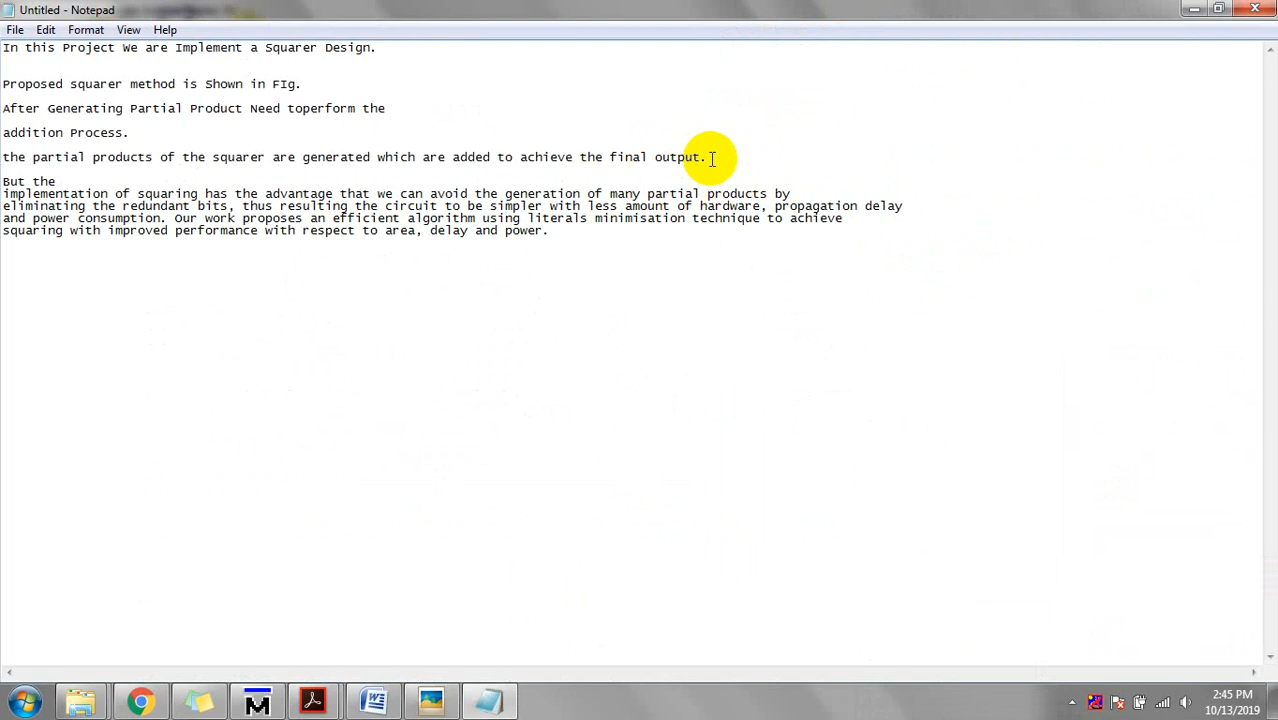 Untitled - Notepad
File Edit Format View Help
In this Project We are Implement a Squarer Design.
Proposed squarer method is Shown in FIg.
After Generating Partial Product Need toperform the
addition Process.
the partial products of the squarer are generated which are added to achieve the final output.
But the
implementation of squaring has the advantage that we can avoid the generation of many partial products by
eliminating the redundant bits, thus resulting the circuit to be simpler with less amount of hardware, propagation delay
and power consumption. Our work proposes an efficient algorithm using literals minimisation technique to achieve
squaring with improved performance with respect to area, delay and power.
2:45 PM
10/13/2019